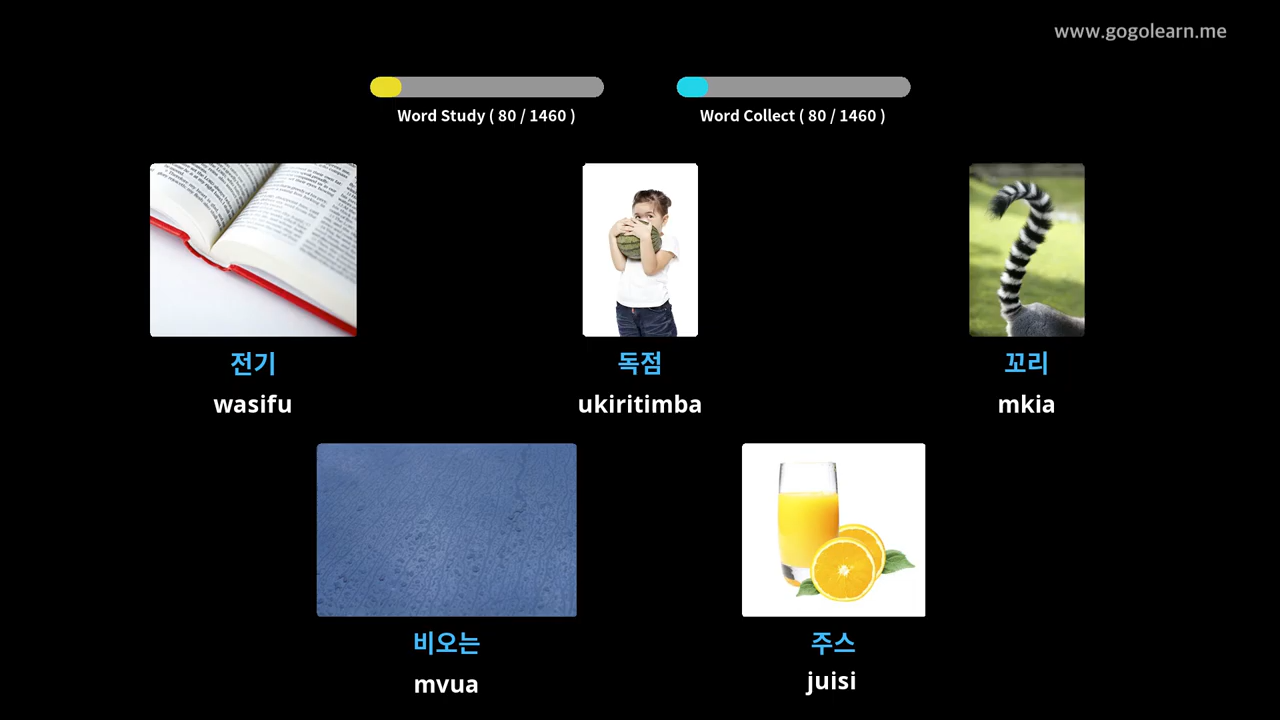 www.gogolearn.me
Word Study ( 80 / 1460 )
Word Collect ( 80 / 1460 )
전기
독점
꼬리
wasifu
ukiritimba
mkia
비오는
주스
mvua
juisi